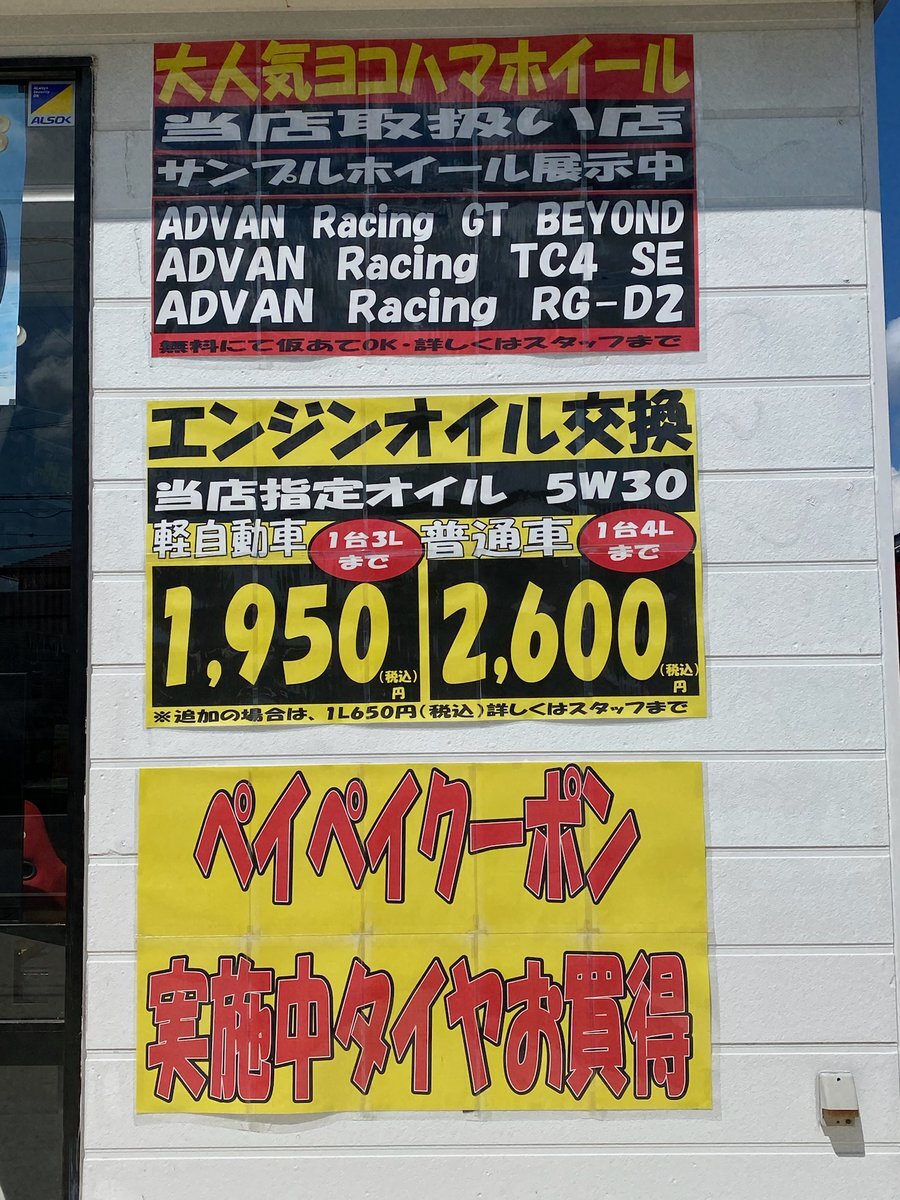 ALSOK
大人気ヨコハマホイール
当店取扱い店
サンプルホイール展示中
ADVAN Racing GT BEYOND
ADVAN Racing TC4 SE
ADVAN Racing RG-D2
無料にて仮あてOK・詳しくはスタッフまで
エンジンオイル交換
当店指定オイル 5W30
軽自動車 1台3Lまで 普通車 1台4Lまで
1,950円(税込) 2,600円(税込)
※追加の場合は、1L650円(税込)詳しくはスタッフまで
ペイペイクーポン
実施中タイヤお買得